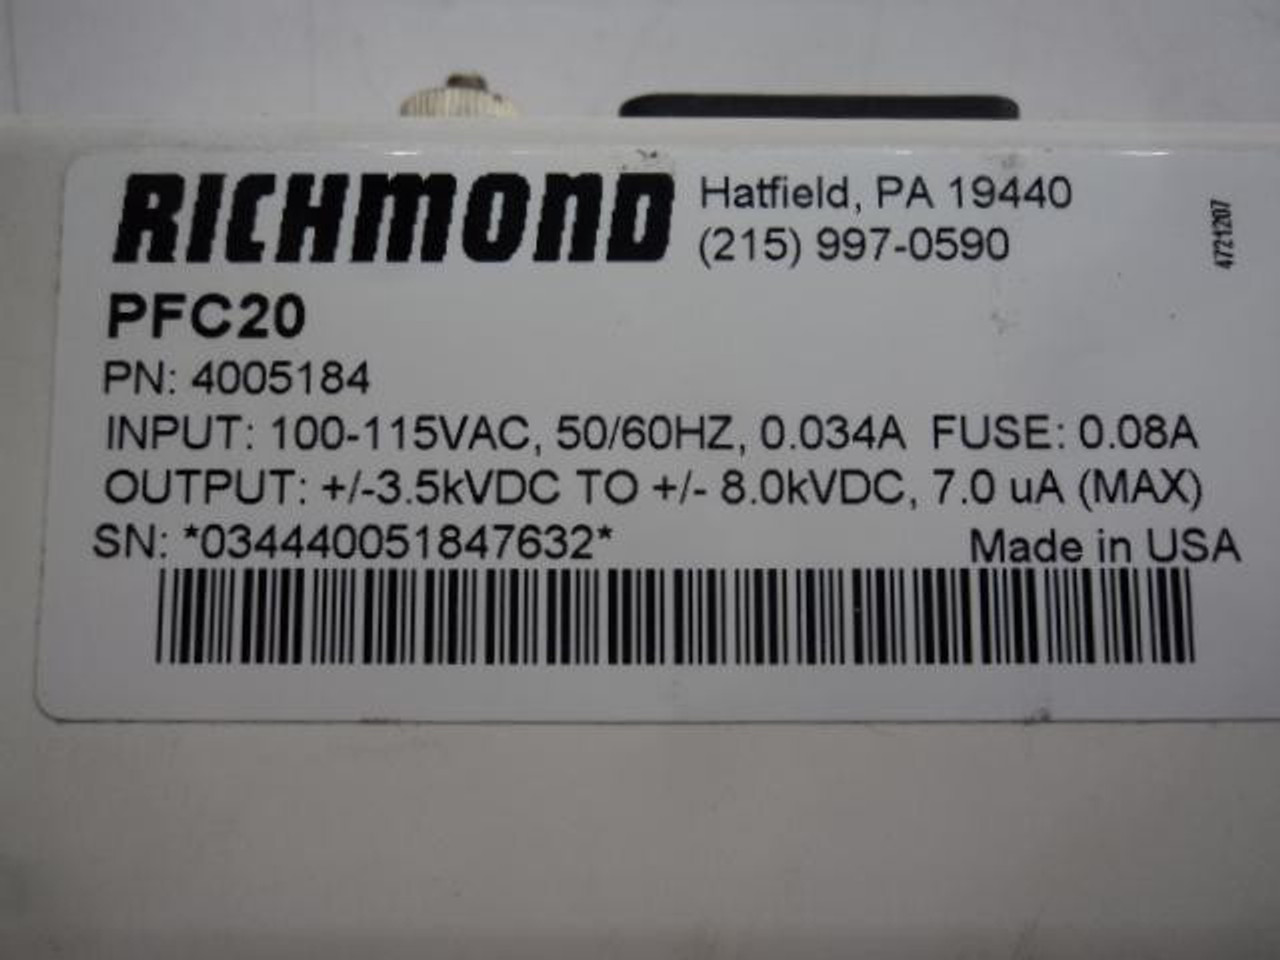 RICHMOND Hatfield, PA 19440
(215) 997-0590
4721207
PFC20
PN: 4005184
INPUT: 100-115VAC, 50/60HZ, 0.034A FUSE: 0.08A
OUTPUT: +/-3.5kVDC TO +/- 8.0kVDC, 7.0 uA (MAX)
SN: *034440051847632* Made in USA